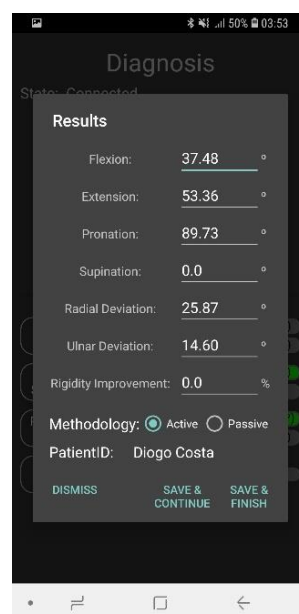 50% 03:53
Diagnosis
State: Connected
Results
Flexion: 37.48 °
Extension: 53.36 °
Pronation: 89.73 °
Supination: 0.0 °
Radial Deviation: 25.87 °
Ulnar Deviation: 14.60 °
Rigidity Improvement: 0.0 %
Methodology: Active Passive
PatientID: Diogo Costa
DISMISS SAVE & CONTINUE SAVE & FINISH